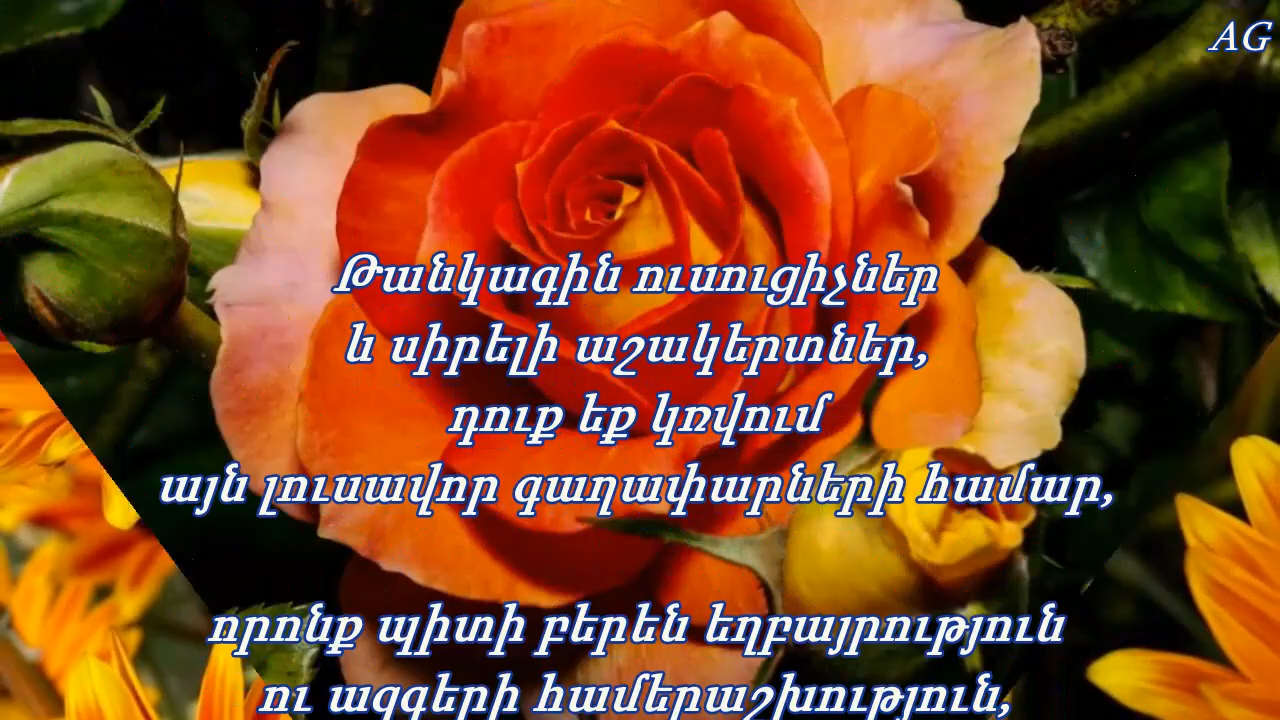 AG
Թանկագին ուսուցիչներ
և սիրելի աշակերտներ,
դուք եք կռվում
այն լուսավոր գաղափարների համար,
որոնք պիտի բերեն եղբայրություն
ու ազգերի համերաշխություն,